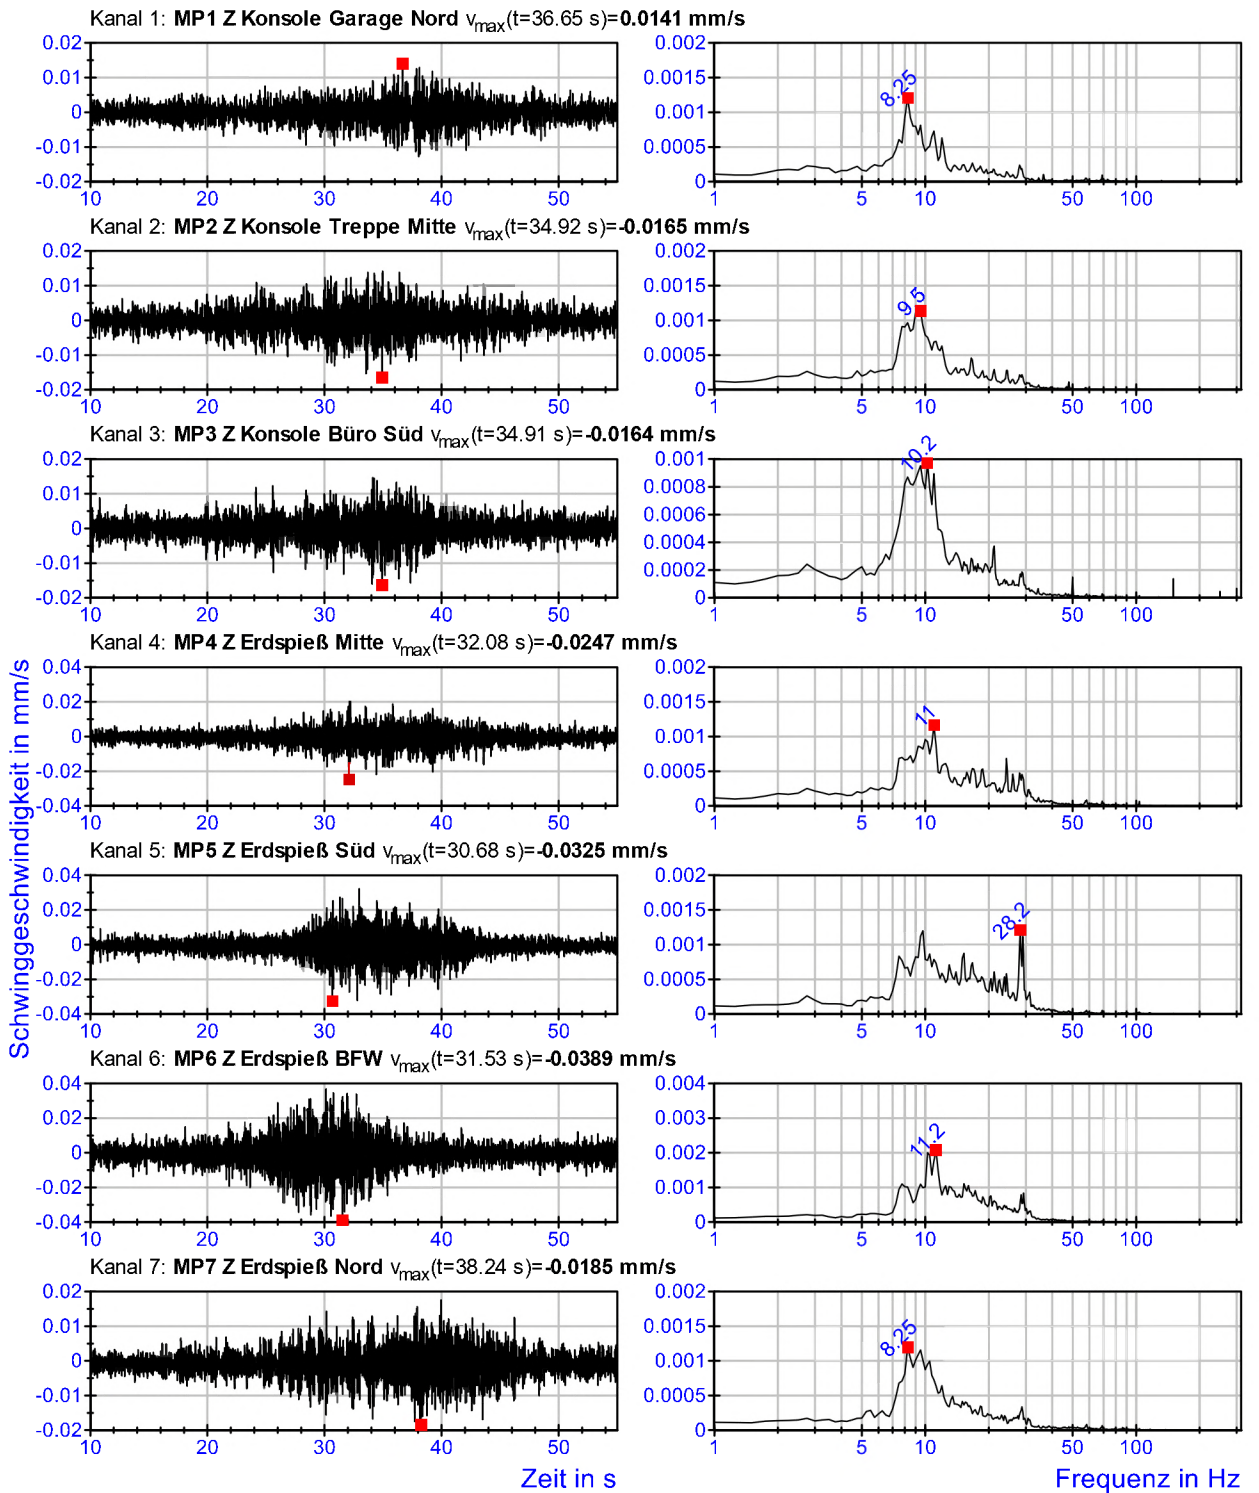 Kanal 1: MP1 Z Konsole Garage Nord vmax(t=36.65 s)=0.0141 mm/s
0.02 0.01 0 -0.01 -0.02
10 20 30 40 50
0.002 0.0015 0.001 0.0005 0
8.25
1 5 10 50 100
Kanal 2: MP2 Z Konsole Treppe Mitte vmax(t=34.92 s)=-0.0165 mm/s
0.02 0.01 0 -0.01 -0.02
10 20 30 40 50
0.002 0.0015 0.001 0.0005 0
9.5
1 5 10 50 100
Kanal 3: MP3 Z Konsole Büro Süd vmax(t=34.91 s)=-0.0164 mm/s
0.02 0.01 0 -0.01 -0.02
10 20 30 40 50
0.001 0.0008 0.0006 0.0004 0.0002 0
10.2
1 5 10 50 100
Kanal 4: MP4 Z Erdspieß Mitte vmax(t=32.08 s)=-0.0247 mm/s
0.04 0.02 0 -0.02 -0.04
10 20 30 40 50
0.002 0.0015 0.001 0.0005 0
11
1 5 10 50 100
Kanal 5: MP5 Z Erdspieß Süd vmax(t=30.68 s)=-0.0325 mm/s
0.04 0.02 0 -0.02 -0.04
10 20 30 40 50
0.002 0.0015 0.001 0.0005 0
28.2
1 5 10 50 100
Kanal 6: MP6 Z Erdspieß BFW vmax(t=31.53 s)=-0.0389 mm/s
0.04 0.02 0 -0.02 -0.04
10 20 30 40 50
0.004 0.003 0.002 0.001 0
11.2
1 5 10 50 100
Kanal 7: MP7 Z Erdspieß Nord vmax(t=38.24 s)=-0.0185 mm/s
0.02 0.01 0 -0.01 -0.02
10 20 30 40 50
0.002 0.0015 0.001 0.0005 0
8.25
1 5 10 50 100
Schwinggeschwindigkeit in mm/s
Zeit in s
Frequenz in Hz